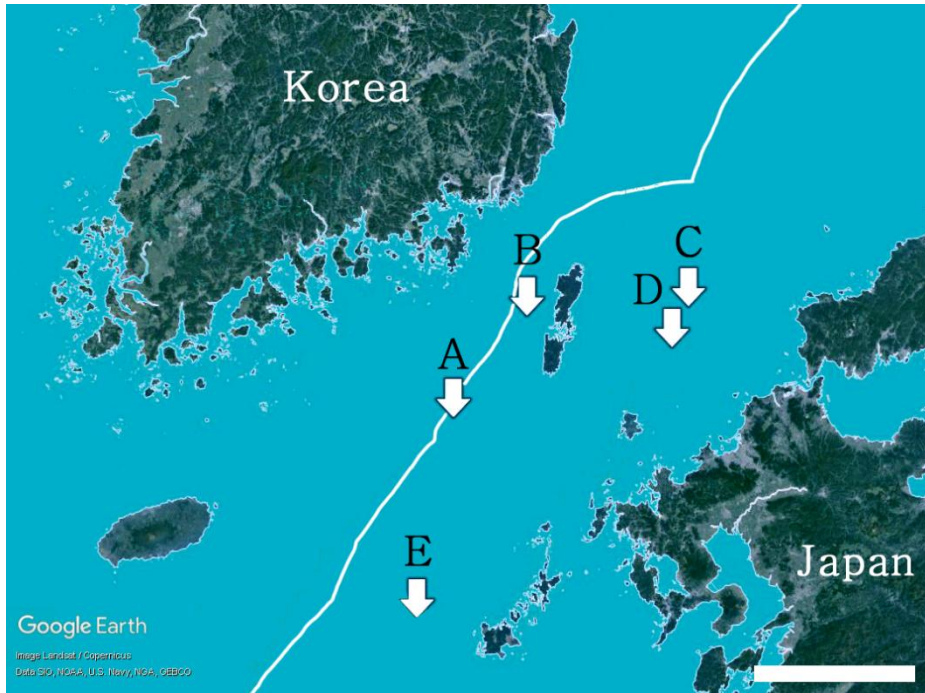 Korea
B
C
D
A
E
Japan
Google Earth
Image Landsat / Copernicus
Data SIO, NOAA, U.S. Navy, NGA, GEBCO